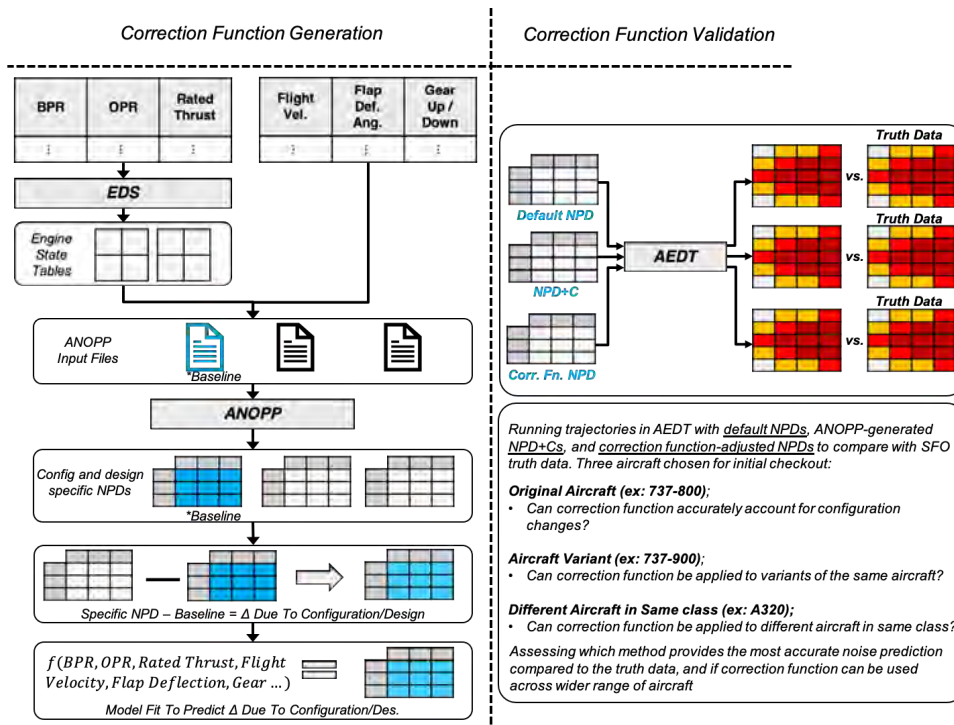 Correction Function Generation
BPR
OPR
Rated
Thrust
Flight
Vel.
Flap
Def.
Ang.
Gear
Up /
Down
⋮
⋮
⋮
⋮
⋮
⋮
EDS
Engine
State
Tables
ANOPP
Input Files
*Baseline
ANOPP
Config and design
specific NPDs
*Baseline
Specific NPD – Baseline = Δ Due To Configuration/Design
f(BPR, OPR, Rated Thrust, Flight
Velocity, Flap Deflection, Gear … )
Model Fit To Predict Δ Due To Configuration/Des.
Correction Function Validation
Default NPD
NPD+C
Corr. Fn. NPD
AEDT
Truth Data
vs.
Truth Data
vs.
Truth Data
vs.
Running trajectories in AEDT with default NPDs, ANOPP-generated
NPD+Cs, and correction function-adjusted NPDs to compare with SFO
truth data. Three aircraft chosen for initial checkout:
Original Aircraft (ex: 737-800);
• Can correction function accurately account for configuration
changes?
Aircraft Variant (ex: 737-900);
• Can correction function be applied to variants of the same aircraft?
Different Aircraft in Same class (ex: A320);
• Can correction function be applied to different aircraft in same class?
Assessing which method provides the most accurate noise prediction
compared to the truth data, and if correction function can be used
across wider range of aircraft